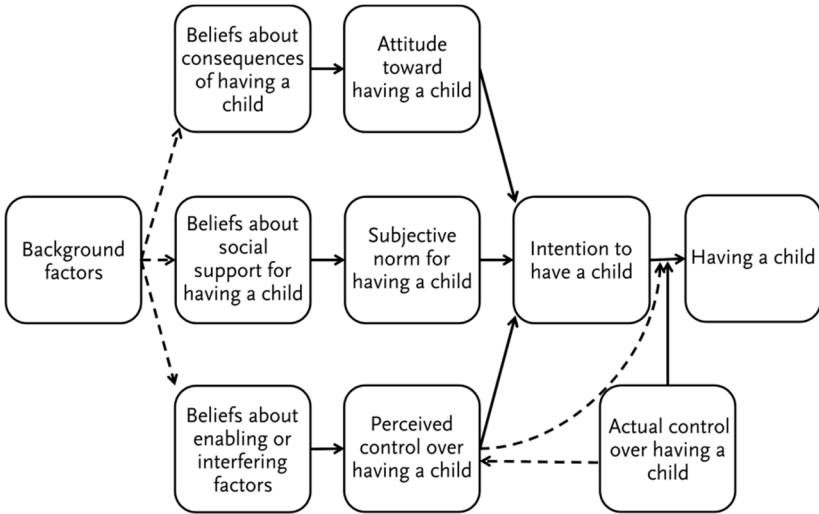 Beliefs about
consequences
of having a
child
Attitude
toward
having a child
Background
factors
Beliefs about
social
support for
having a child
Subjective
norm for
having a child
Intention to
have a child
Having a child
Beliefs about
enabling or
interfering
factors
Perceived
control over
having a child
Actual control
over having a
child